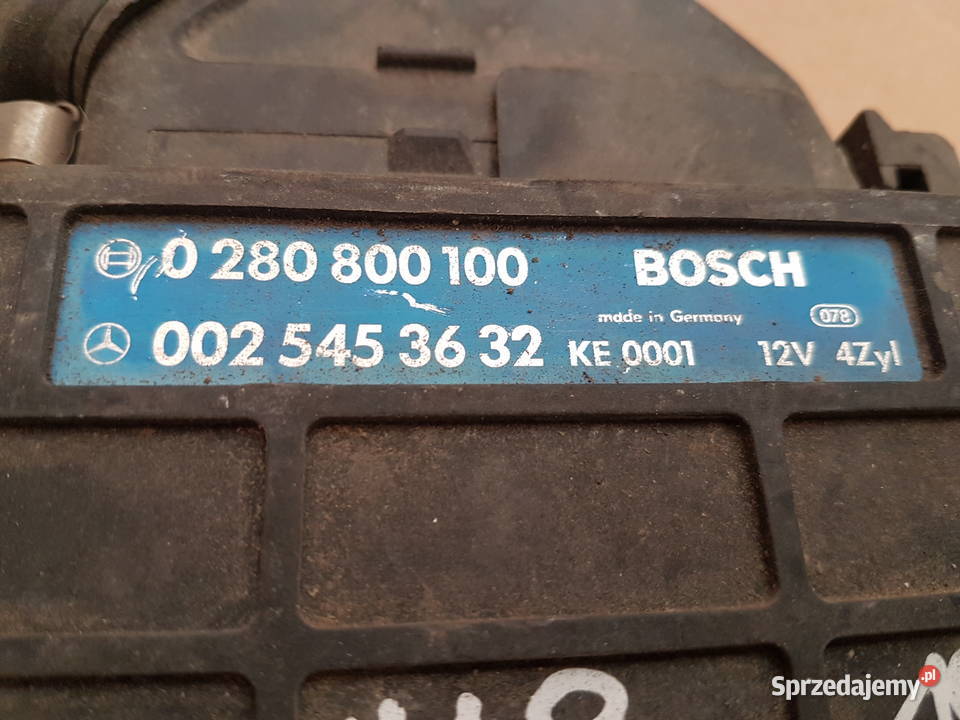 0 280 800 100 BOSCH
made in Germany 078
002 545 36 32 KE 0001 12V 4Zyl
Sprzedajemy.pl